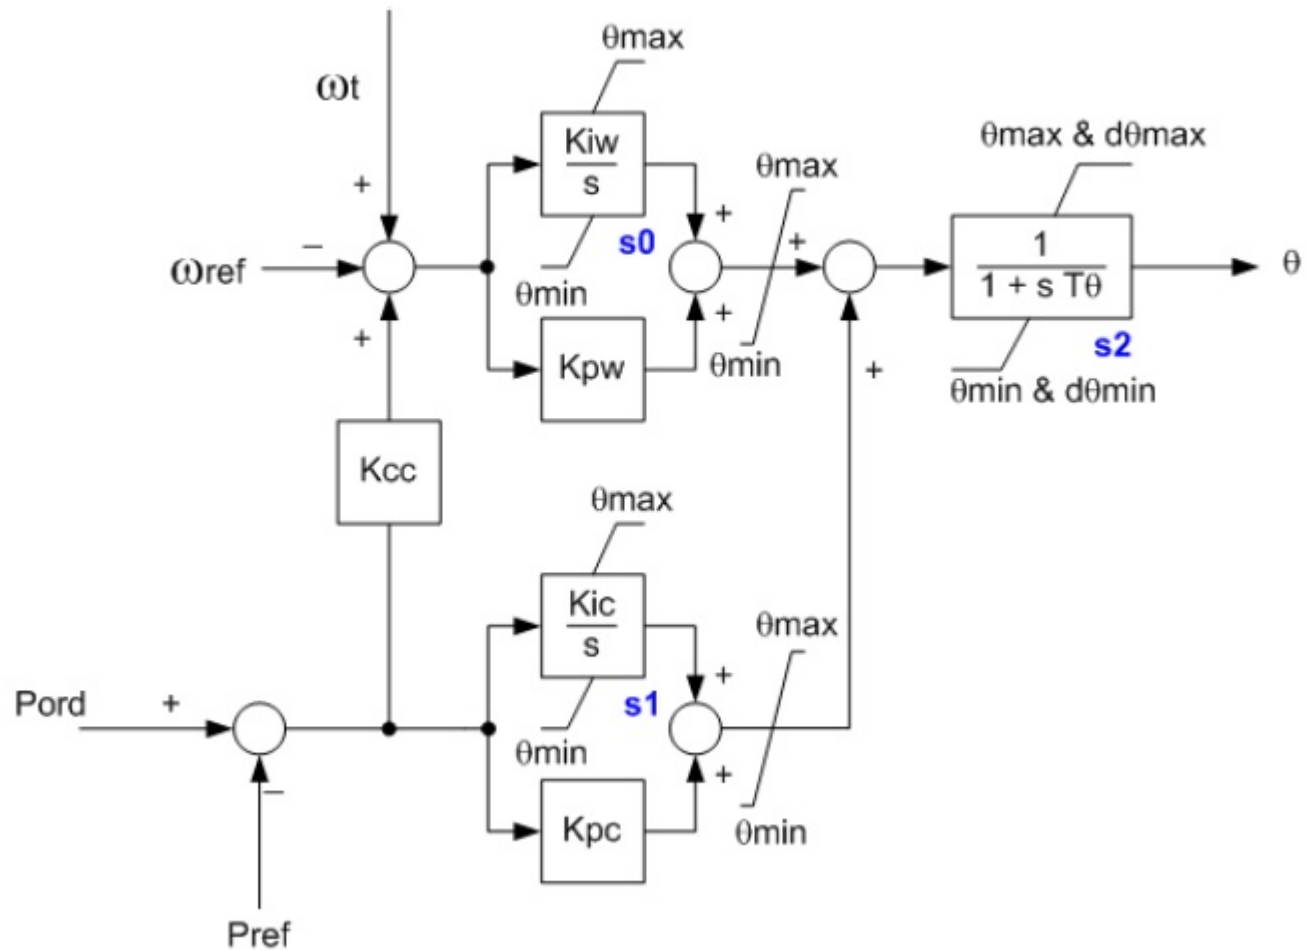 θmax
ωt
Kiw
s
θmax & dθmax
θmax
+
+
+
1
1 + s Tθ
–
s0
ωref
θ
θmin
+
+
s2
Kpw
θmin
+
θmin & dθmin
Kcc
θmax
Kic
s
θmax
+
Pord
+
s1
θmin
+
–
Kpc
θmin
Pref